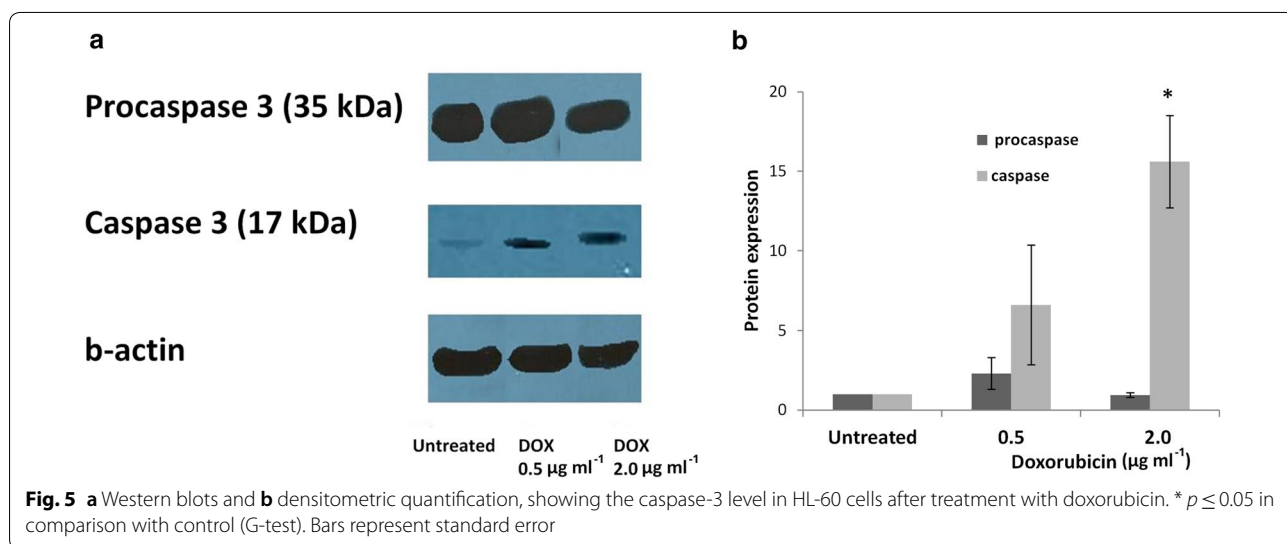 a
Procaspase 3 (35 kDa)
Caspase 3 (17 kDa)
b-actin
Untreated DOX 0.5 µg ml⁻¹ DOX 2.0 µg ml⁻¹
b
Protein expression
20
15
10
5
0
*
procaspase
caspase
Untreated 0.5 2.0
Doxorubicin (µg ml⁻¹)
Fig. 5 a Western blots and b densitometric quantification, showing the caspase-3 level in HL-60 cells after treatment with doxorubicin. * p ≤ 0.05 in
comparison with control (G-test). Bars represent standard error